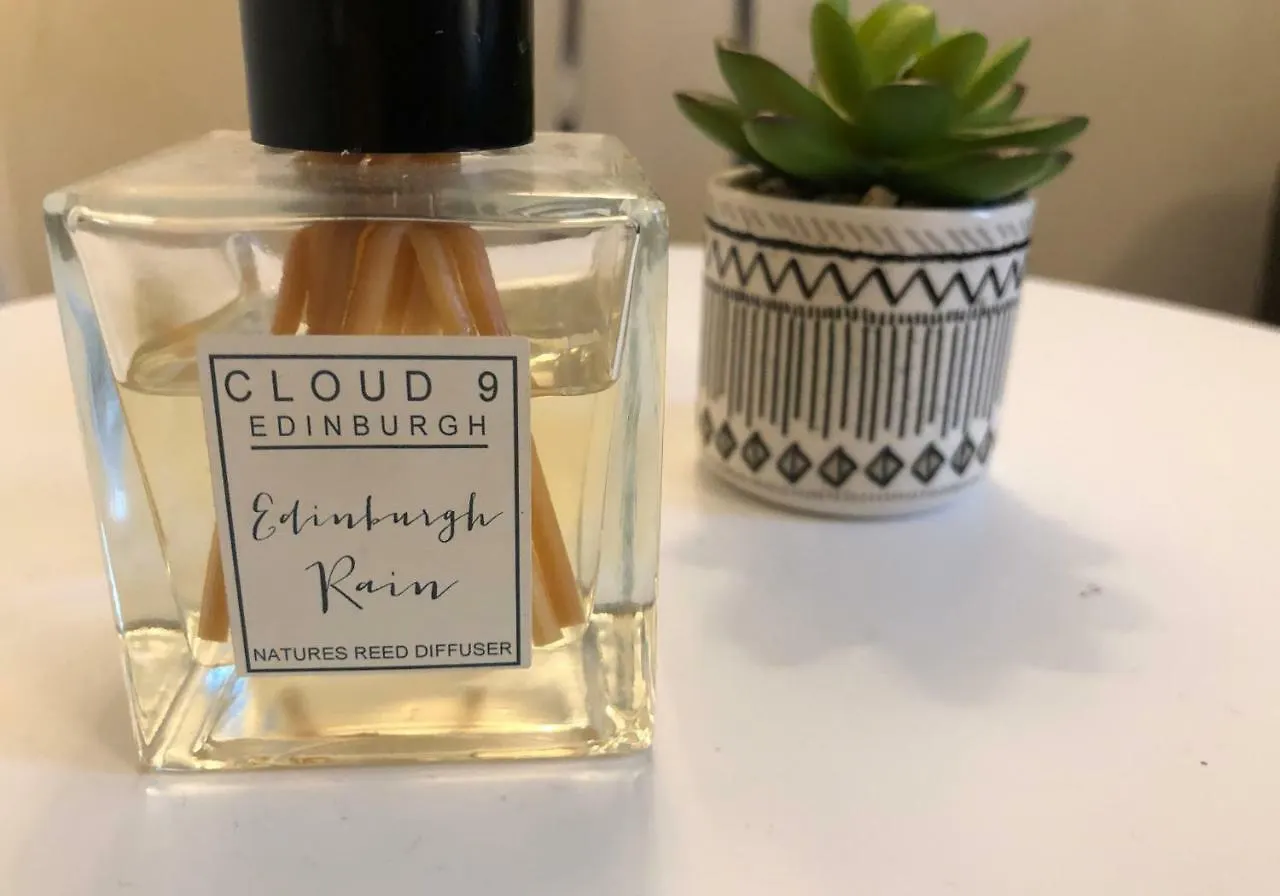 CLOUD 9
EDINBURGH
Edinburgh
Rain
NATURES REED DIFFUSER